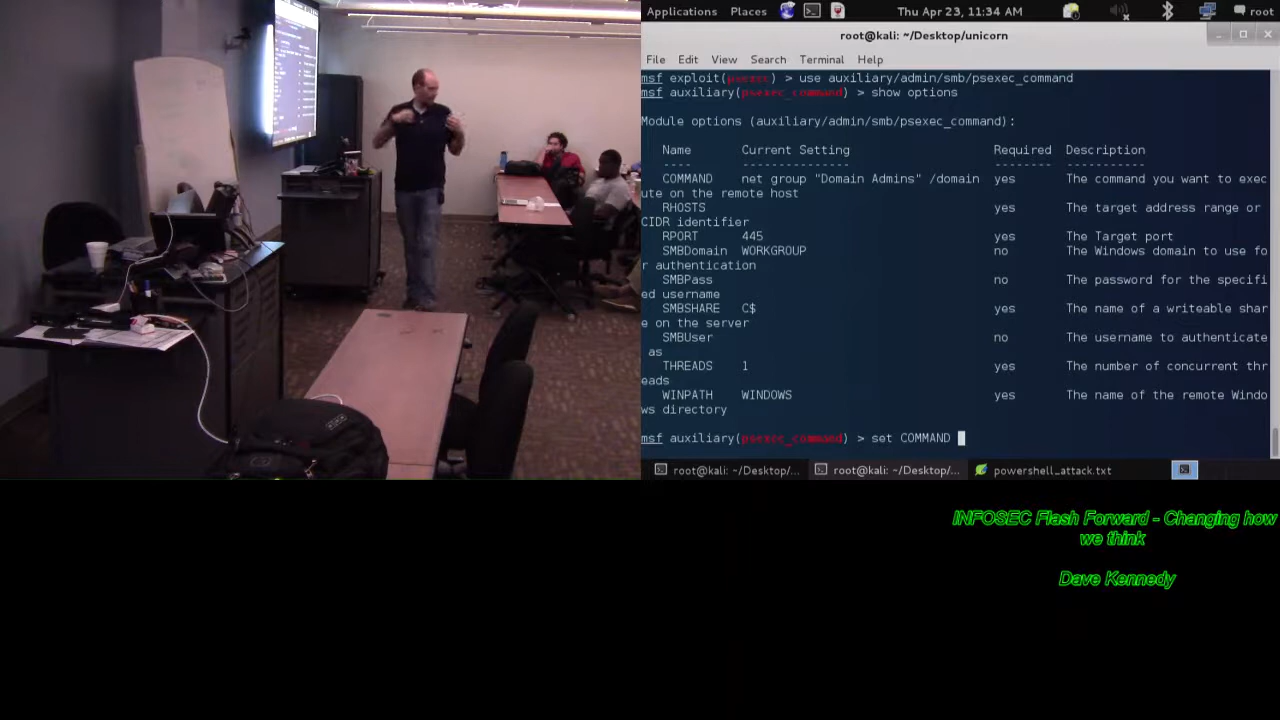 Applications Places Thu Apr 23, 11:34 AM root
root@kali: ~/Desktop/unicorn
File Edit View Search Terminal Help
msf exploit(psexec) > use auxiliary/admin/smb/psexec_command
msf auxiliary(psexec_command) > show options
Module options (auxiliary/admin/smb/psexec_command):
Name Current Setting Required Description
---- --------------- -------- -----------
COMMAND net group "Domain Admins" /domain yes The command you want to exec
ute on the remote host
RHOSTS yes The target address range or
CIDR identifier
RPORT 445 yes The Target port
SMBDomain WORKGROUP no The Windows domain to use fo
r authentication
SMBPass no The password for the specifi
ed username
SMBSHARE C$ yes The name of a writeable shar
e on the server
SMBUser no The username to authenticate
as
THREADS 1 yes The number of concurrent thr
eads
WINPATH WINDOWS yes The name of the remote Windo
ws directory
msf auxiliary(psexec_command) > set COMMAND
root@kali: ~/Desktop/... root@kali: ~/Desktop/... powershell_attack.txt
INFOSEC Flash Forward - Changing how
we think
Dave Kennedy